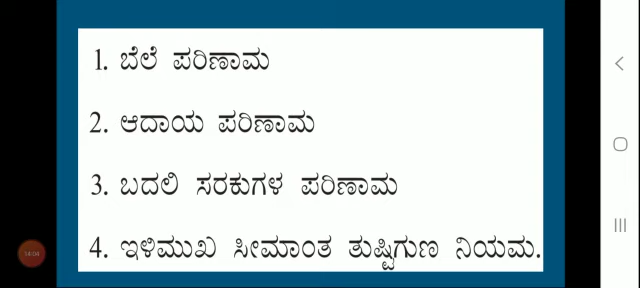 1. ಬೆಲೆ ಪರಿಣಾಮ
2. ಆದಾಯ ಪರಿಣಾಮ
3. ಬದಲಿ ಸರಕುಗಳ ಪರಿಣಾಮ
4. ಇಳಿಮುಖ ಸೀಮಾಂತ ತುಷ್ಟಿಗುಣ ನಿಯಮ.